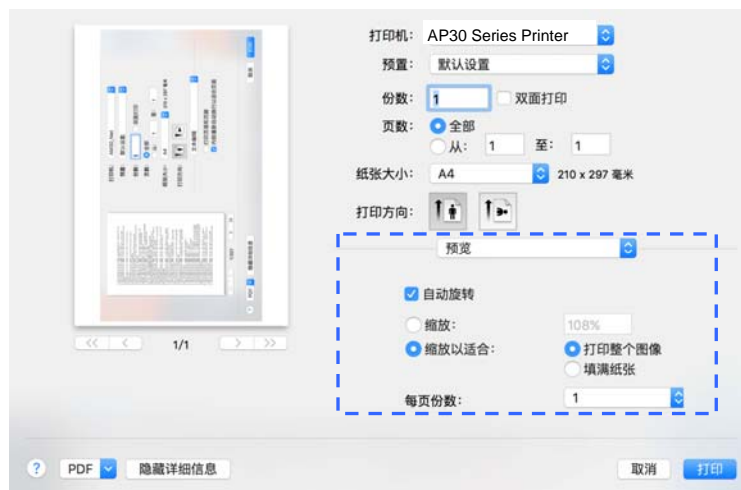 打印机： AP30 Series Printer
预置： 默认设置
份数： 1 双面打印
页数： 全部
从： 1 至： 1
纸张大小： A4 210 x 297 毫米
打印方向：
预览
自动旋转
缩放： 108%
缩放以适合： 打印整个图像
填满纸张
每页份数： 1
<< < 1/1 > >>
? PDF 隐藏详细信息 取消 打印